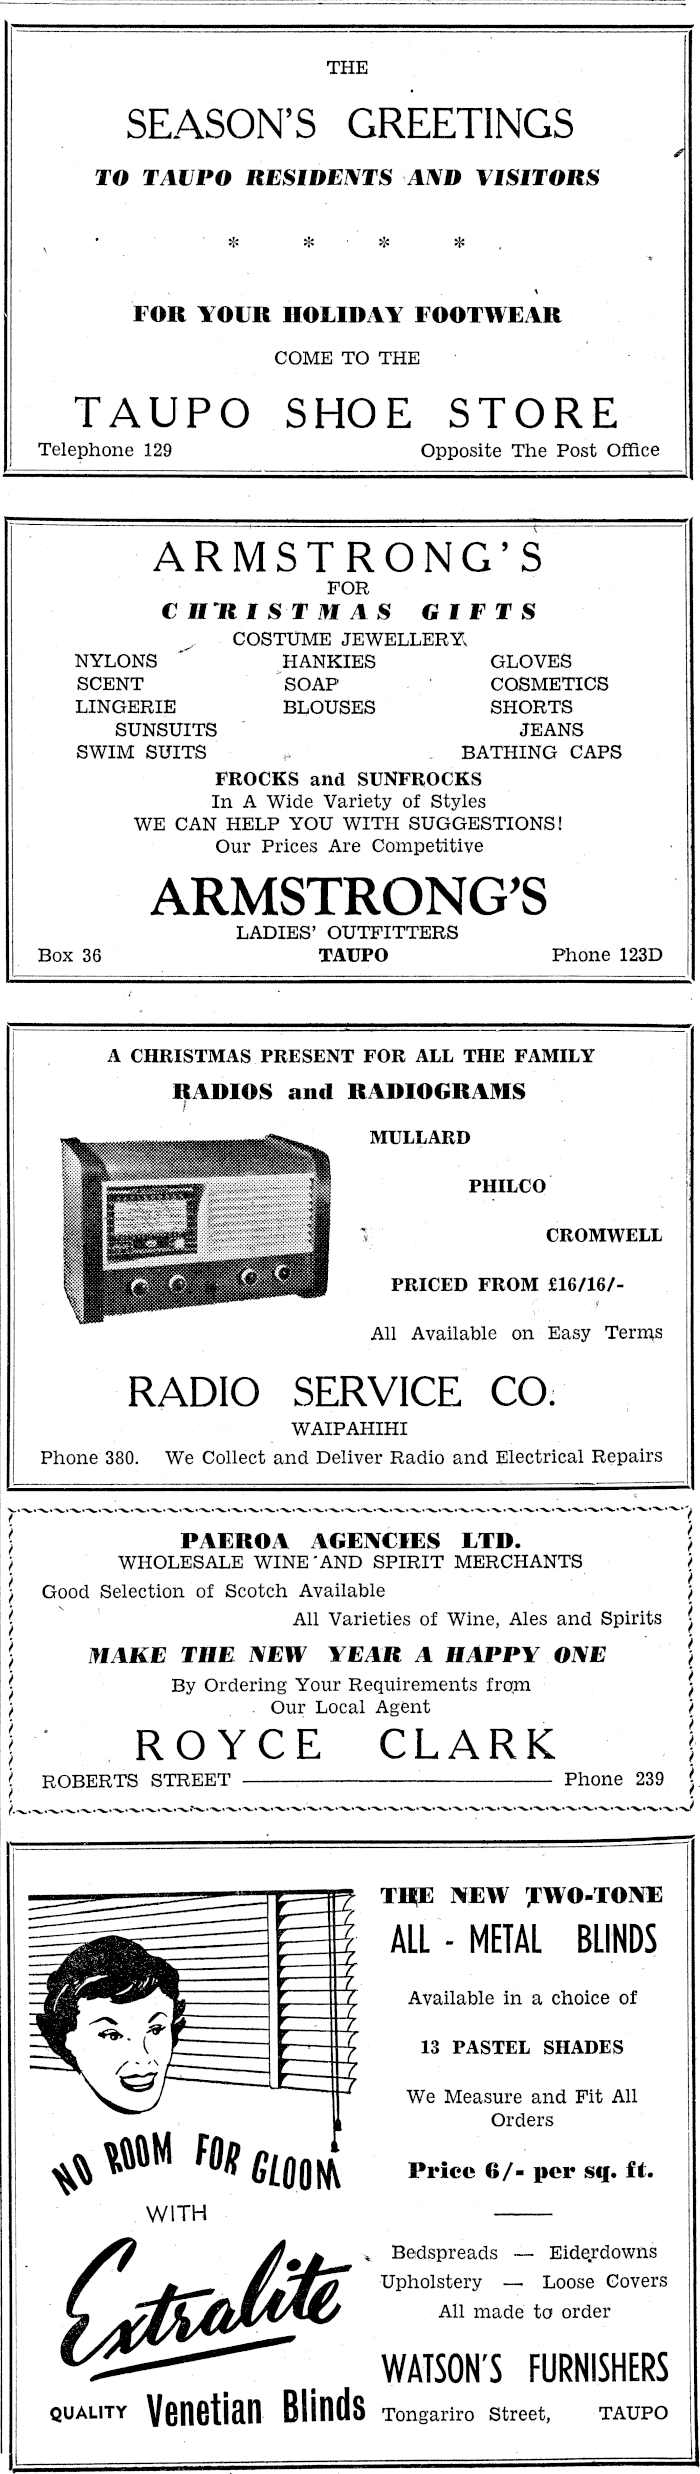 THE
SEASON'S GREETINGS
TO TAUPO RESIDENTS AND VISITORS
* * * *
FOR YOUR HOLIDAY FOOTWEAR
COME TO THE
TAUPO SHOE STORE
Telephone 129 Opposite The Post Office
ARMSTRONG'S
FOR
CHRISTMAS GIFTS
COSTUME JEWELLERY
NYLONS HANKIES GLOVES
SCENT SOAP COSMETICS
LINGERIE BLOUSES SHORTS
SUNSUITS JEANS
SWIM SUITS BATHING CAPS
FROCKS and SUNFROCKS
In A Wide Variety of Styles
WE CAN HELP YOU WITH SUGGESTIONS!
Our Prices Are Competitive
ARMSTRONG'S
LADIES' OUTFITTERS
Box 36 TAUPO Phone 123D
A CHRISTMAS PRESENT FOR ALL THE FAMILY
RADIOS and RADIOGRAMS
MULLARD
PHILCO
CROMWELL
PRICED FROM £16/16/-
All Available on Easy Terms
RADIO SERVICE CO.
WAIPAHIHI
Phone 380. We Collect and Deliver Radio and Electrical Repairs
PAEROA AGENCIES LTD.
WHOLESALE WINE AND SPIRIT MERCHANTS
Good Selection of Scotch Available
All Varieties of Wine, Ales and Spirits
MAKE THE NEW YEAR A HAPPY ONE
By Ordering Your Requirements from
Our Local Agent
ROYCE CLARK
ROBERTS STREET Phone 239
NO ROOM FOR GLOOM
WITH
Extralite
QUALITY Venetian Blinds
THE NEW TWO-TONE
ALL - METAL BLINDS
Available in a choice of
13 PASTEL SHADES
We Measure and Fit All
Orders
Price 6/- per sq. ft.
Bedspreads — Eiderdowns
Upholstery — Loose Covers
All made to order
WATSON'S FURNISHERS
Tongariro Street, TAUPO